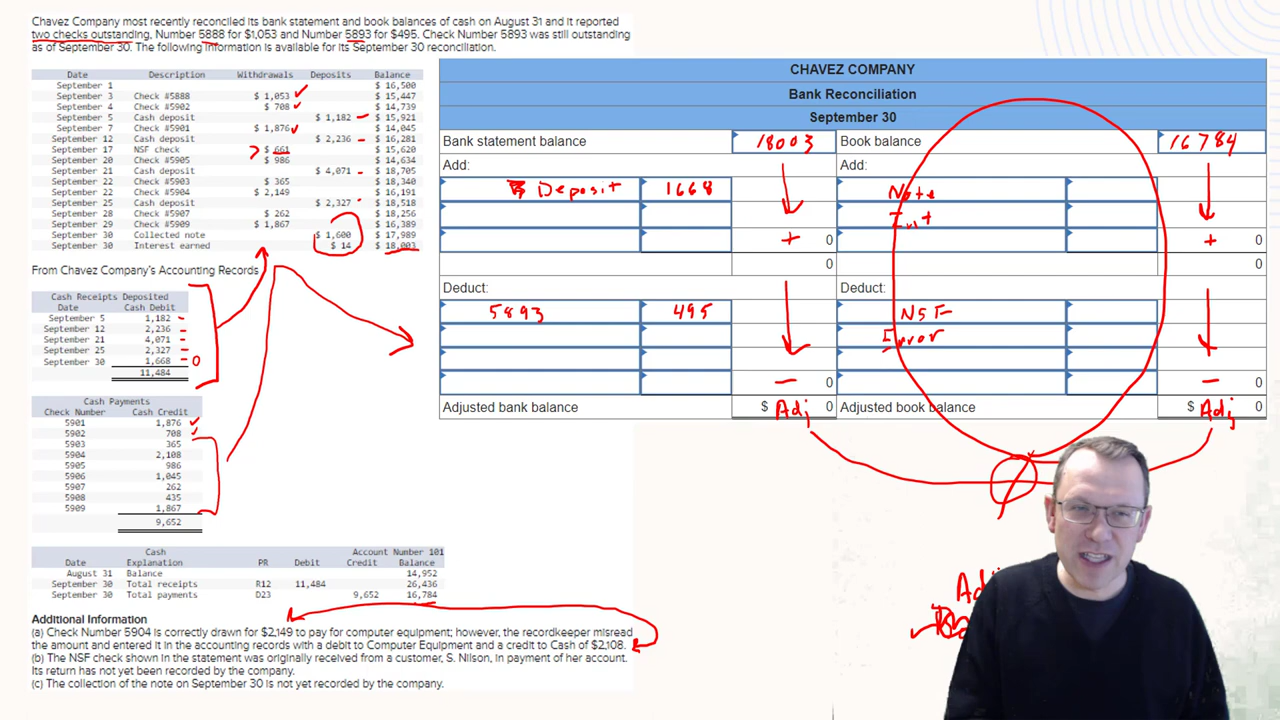 Chavez Company most recently reconciled its bank statement and book balances of cash on August 31 and it reported
two checks outstanding, Number 5888 for $1,053 and Number 5893 for $495. Check Number 5893 was still outstanding
as of September 30. The following information is available for its September 30 reconciliation.
Date Description Withdrawals Deposits Balance
September 1 $ 16,500
September 3 Check #5888 $ 1,053 $ 15,447
September 4 Check #5902 $ 708 $ 14,739
September 5 Cash deposit $ 1,182 $ 15,921
September 7 Check #5901 $ 1,876 $ 14,045
September 12 Cash deposit $ 2,236 $ 16,281
September 17 NSF check $ 661 $ 15,620
September 20 Check #5905 $ 986 $ 14,634
September 21 Cash deposit $ 4,071 $ 18,705
September 22 Check #5903 $ 365 $ 18,340
September 22 Check #5904 $ 2,149 $ 16,191
September 25 Cash deposit $ 2,327 $ 18,518
September 28 Check #5907 $ 262 $ 18,256
September 29 Check #5909 $ 1,867 $ 16,389
September 30 Collected note $ 1,600 $ 17,989
September 30 Interest earned $ 14 $ 18,003
From Chavez Company's Accounting Records
Cash Receipts Deposited
Date Cash Debit
September 5 1,182
September 12 2,236
September 21 4,071
September 25 2,327
September 30 1,668
11,484
Cash Payments
Check Number Cash Credit
5901 1,876
5902 708
5903 365
5904 2,108
5905 986
5906 1,045
5907 262
5908 435
5909 1,867
9,652
Cash Account Number 101
Date Explanation PR Debit Credit Balance
August 31 Balance 14,952
September 30 Total receipts R12 11,484 26,436
September 30 Total payments D23 9,652 16,784
Additional Information
(a) Check Number 5904 is correctly drawn for $2,149 to pay for computer equipment; however, the recordkeeper misread
the amount and entered it in the accounting records with a debit to Computer Equipment and a credit to Cash of $2,108.
(b) The NSF check shown in the statement was originally received from a customer, S. Nilson, in payment of her account.
Its return has not yet been recorded by the company.
(c) The collection of the note on September 30 is not yet recorded by the company.
CHAVEZ COMPANY
Bank Reconciliation
September 30
Bank statement balance 18003 Book balance 16784
Add: Add:
Deposit 1668 Note
Int
+ 0 + 0
0 0
Deduct: Deduct:
5893 495 NSF
Error
− 0 − 0
Adjusted bank balance $ Adj 0 Adjusted book balance $ Adj 0